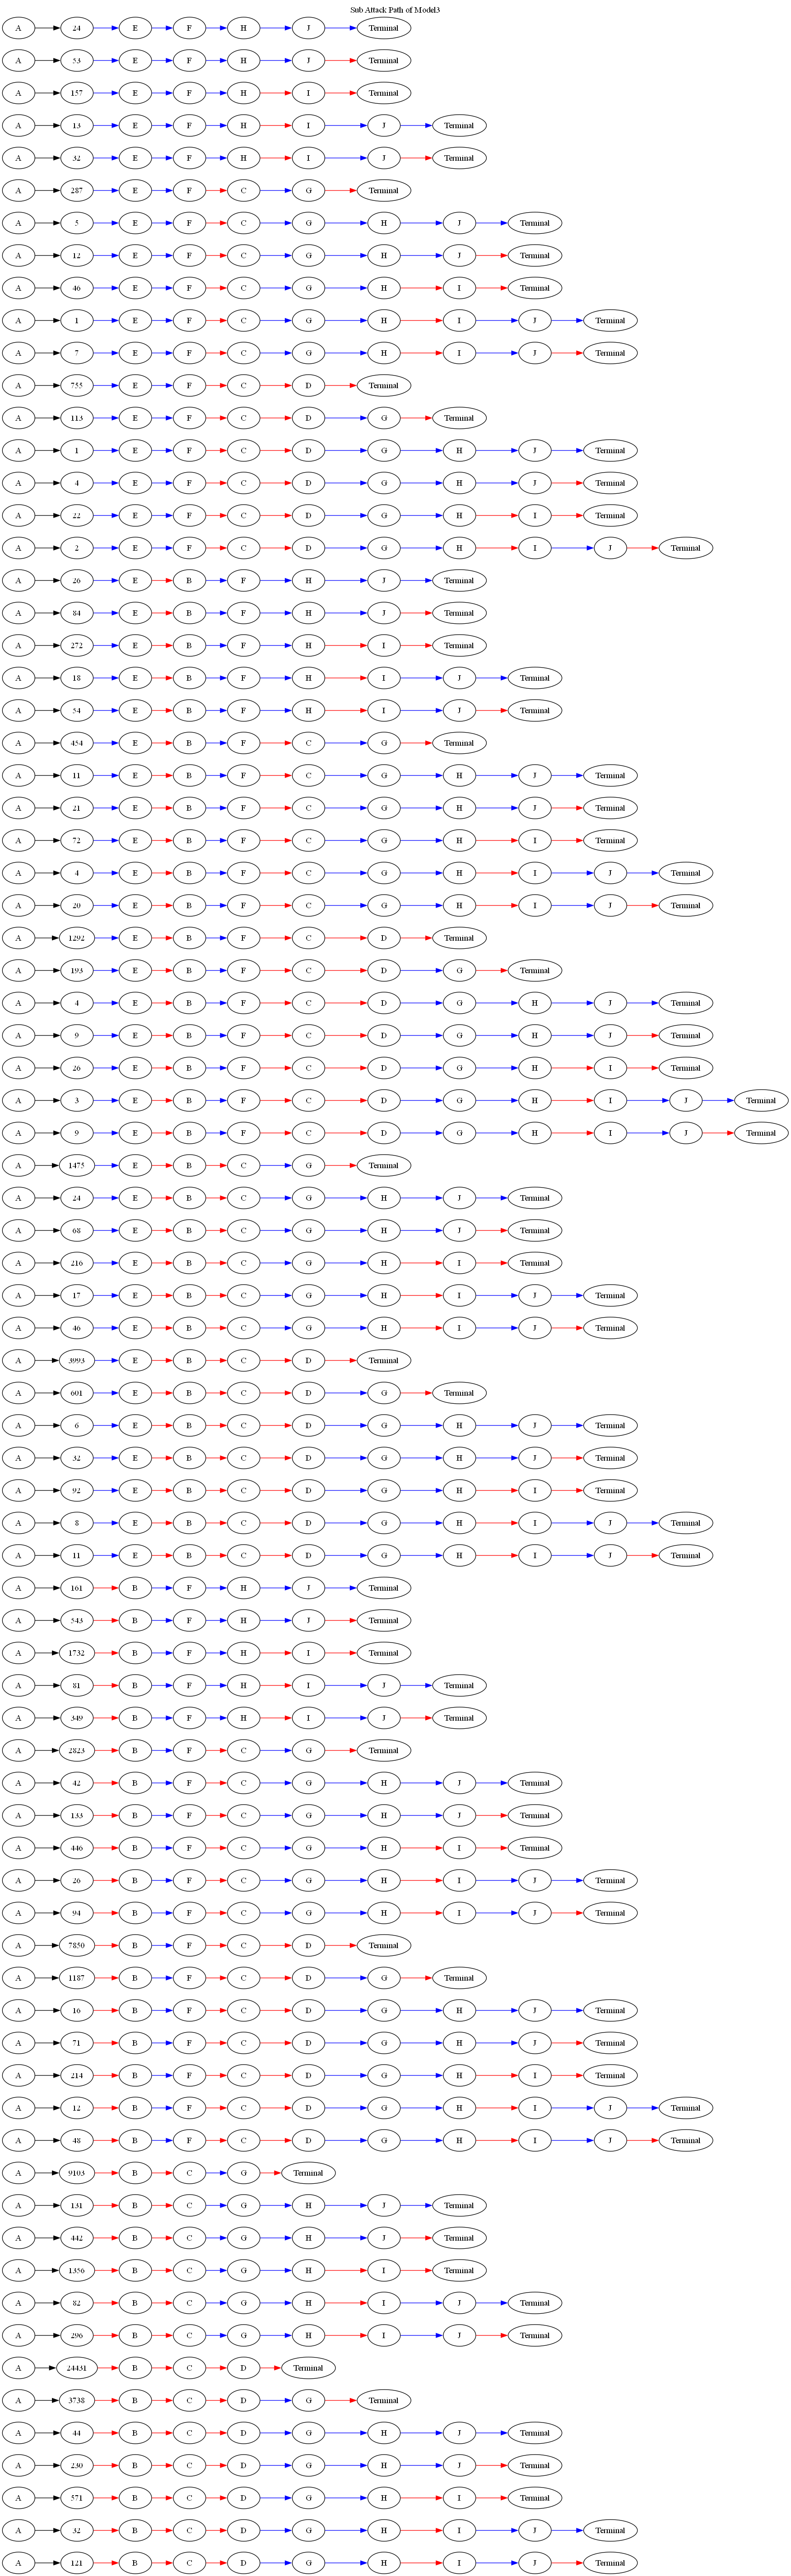 Sub Attack Path of Model3
A 24 E F H J Terminal
A 53 E F H J Terminal
A 157 E F H I Terminal
A 13 E F H I J Terminal
A 32 E F H I J Terminal
A 287 E F C G Terminal
A 5 E F C G H J Terminal
A 12 E F C G H J Terminal
A 46 E F C G H I Terminal
A 1 E F C G H I J Terminal
A 7 E F C G H I J Terminal
A 755 E F C D Terminal
A 113 E F C D G Terminal
A 1 E F C D G H J Terminal
A 4 E F C D G H J Terminal
A 22 E F C D G H I Terminal
A 2 E F C D G H I J Terminal
A 26 E B F H J Terminal
A 84 E B F H J Terminal
A 272 E B F H I Terminal
A 18 E B F H I J Terminal
A 54 E B F H I J Terminal
A 454 E B F C G Terminal
A 11 E B F C G H J Terminal
A 21 E B F C G H J Terminal
A 72 E B F C G H I Terminal
A 4 E B F C G H I J Terminal
A 20 E B F C G H I J Terminal
A 1292 E B F C D Terminal
A 193 E B F C D G Terminal
A 4 E B F C D G H J Terminal
A 9 E B F C D G H J Terminal
A 26 E B F C D G H I Terminal
A 3 E B F C D G H I J Terminal
A 9 E B F C D G H I J Terminal
A 1475 E B C G Terminal
A 24 E B C G H J Terminal
A 68 E B C G H J Terminal
A 216 E B C G H I Terminal
A 17 E B C G H I J Terminal
A 46 E B C G H I J Terminal
A 3993 E B C D Terminal
A 601 E B C D G Terminal
A 6 E B C D G H J Terminal
A 32 E B C D G H J Terminal
A 92 E B C D G H I Terminal
A 8 E B C D G H I J Terminal
A 11 E B C D G H I J Terminal
A 161 B F H J Terminal
A 543 B F H J Terminal
A 1732 B F H I Terminal
A 81 B F H I J Terminal
A 349 B F H I J Terminal
A 2823 B F C G Terminal
A 42 B F C G H J Terminal
A 133 B F C G H J Terminal
A 446 B F C G H I Terminal
A 26 B F C G H I J Terminal
A 94 B F C G H I J Terminal
A 7850 B F C D Terminal
A 1187 B F C D G Terminal
A 16 B F C D G H J Terminal
A 71 B F C D G H J Terminal
A 214 B F C D G H I Terminal
A 12 B F C D G H I J Terminal
A 48 B F C D G H I J Terminal
A 9103 B C G Terminal
A 131 B C G H J Terminal
A 442 B C G H J Terminal
A 1356 B C G H I Terminal
A 82 B C G H I J Terminal
A 296 B C G H I J Terminal
A 24431 B C D Terminal
A 3738 B C D G Terminal
A 44 B C D G H J Terminal
A 230 B C D G H J Terminal
A 571 B C D G H I Terminal
A 32 B C D G H I J Terminal
A 121 B C D G H I J Terminal